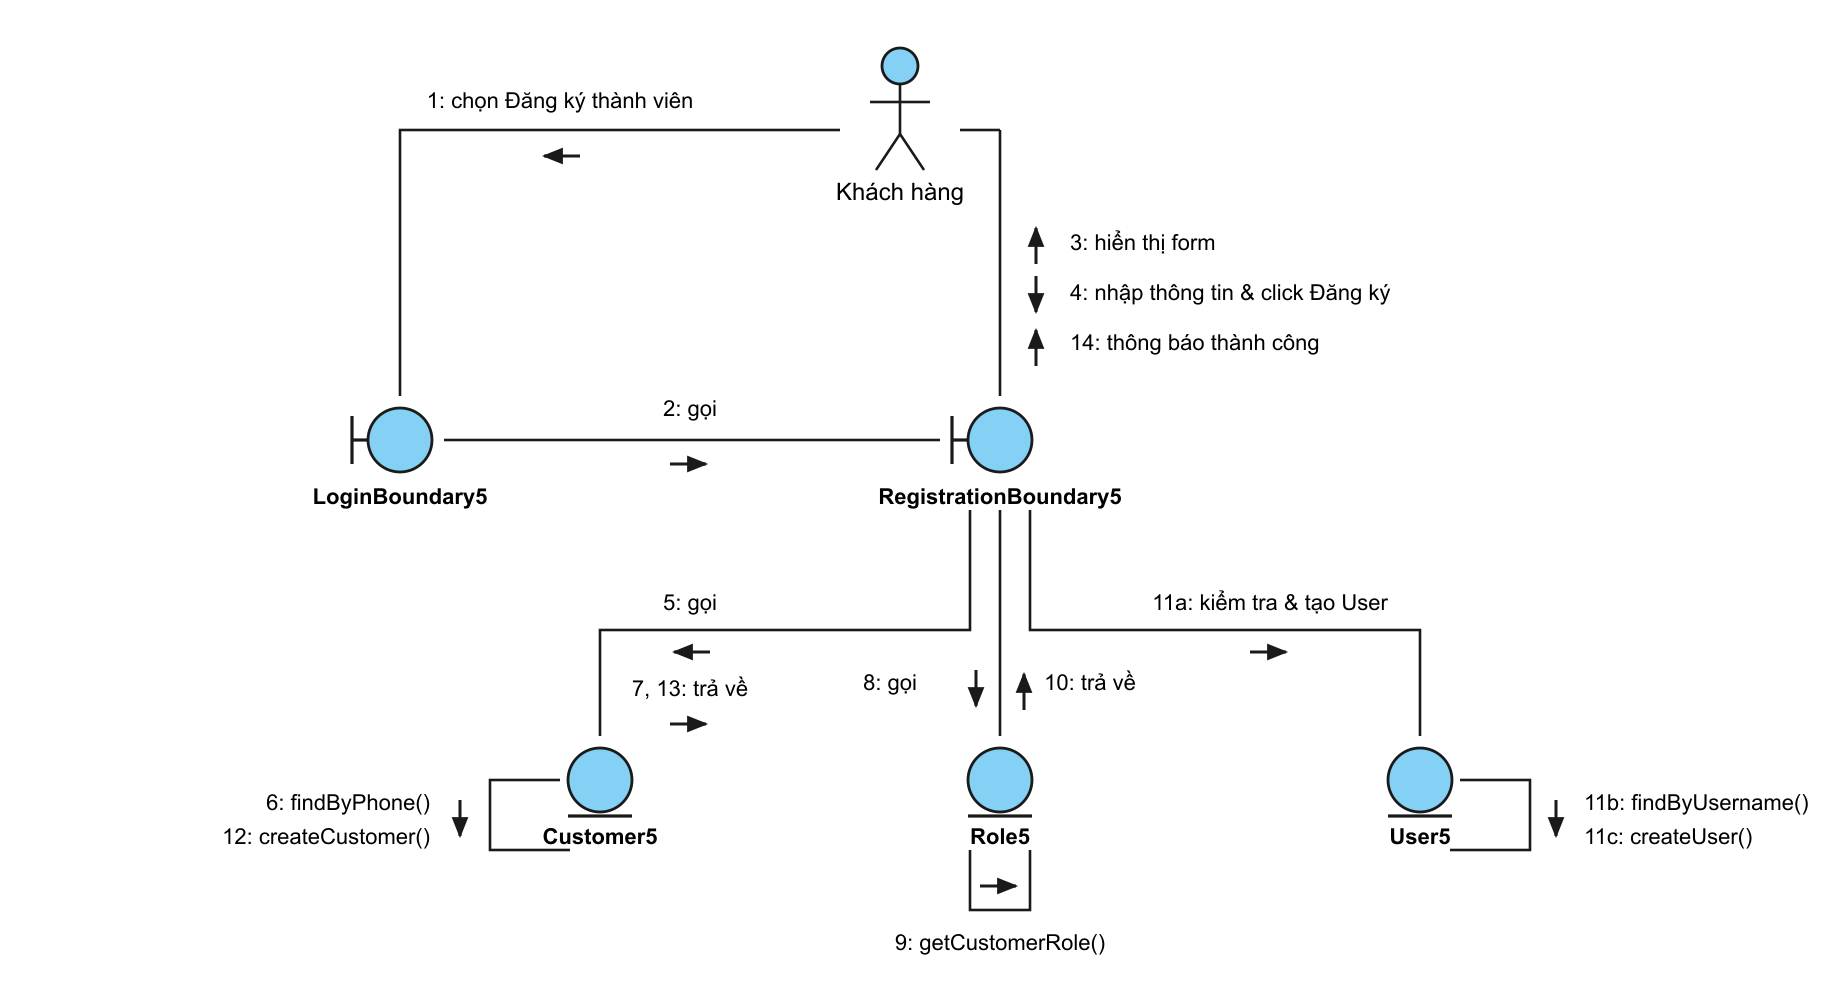 1: chọn Đăng ký thành viên
Khách hàng
3: hiển thị form
4: nhập thông tin & click Đăng ký
14: thông báo thành công
2: gọi
LoginBoundary5
RegistrationBoundary5
5: gọi
11a: kiểm tra & tạo User
7, 13: trả về
8: gọi
10: trả về
6: findByPhone()
12: createCustomer()
Customer5
Role5
User5
11b: findByUsername()
11c: createUser()
9: getCustomerRole()